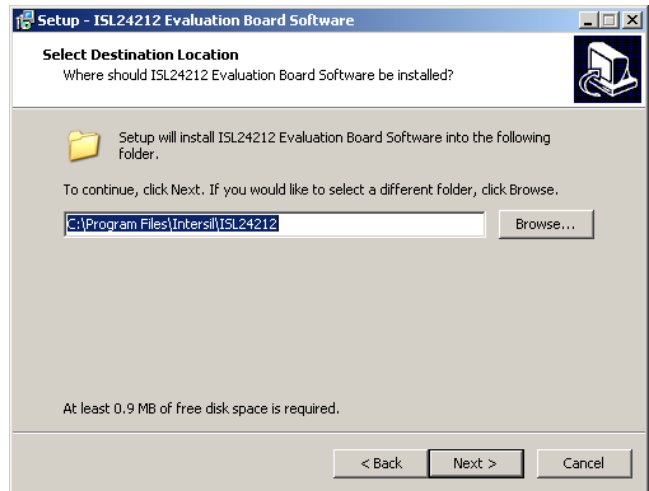 Setup - ISL24212 Evaluation Board Software
Select Destination Location
Where should ISL24212 Evaluation Board Software be installed?
Setup will install ISL24212 Evaluation Board Software into the following
folder.
To continue, click Next. If you would like to select a different folder, click Browse.
C:\Program Files\Intersil\ISL24212
Browse...
At least 0.9 MB of free disk space is required.
< Back
Next >
Cancel